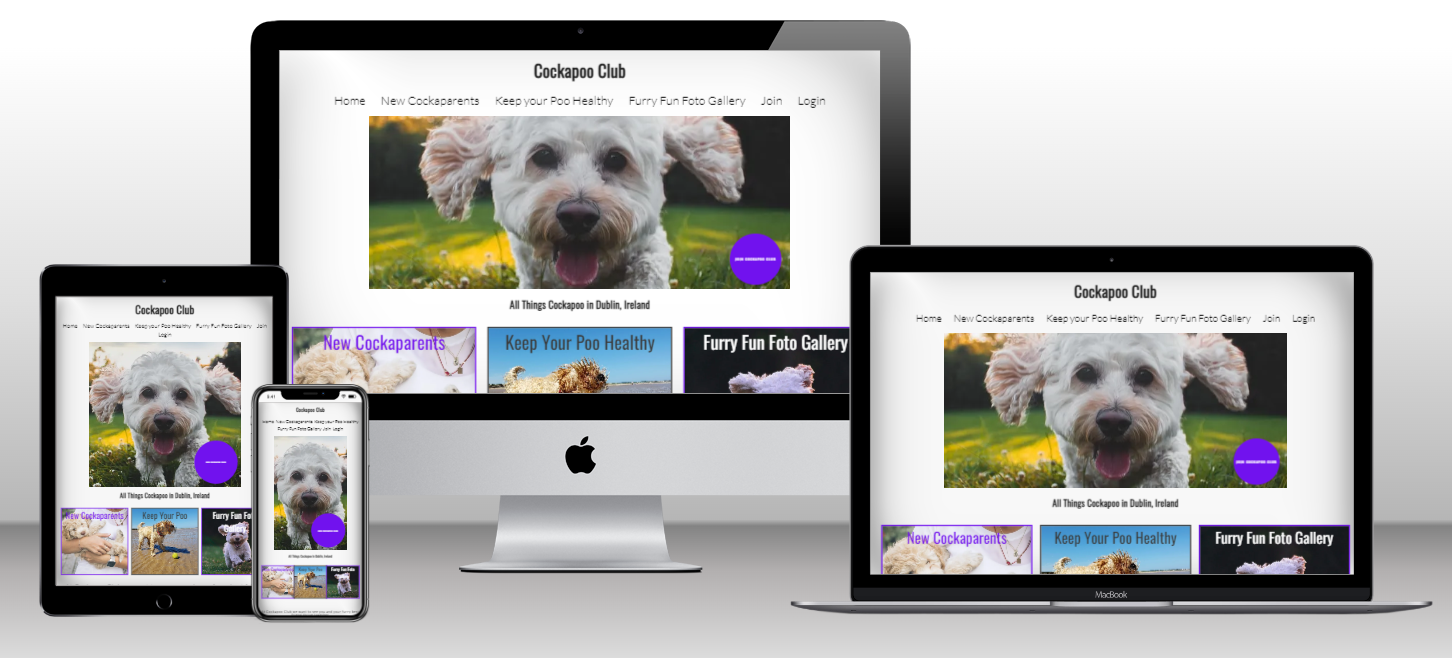 Cockapoo Club
Home New Cockaparents Keep your Poo Healthy Furry Fun Foto Gallery Join Login
All Things Cockapoo in Dublin, Ireland
New Cockaparents
Keep Your Poo Healthy
Furry Fun Foto Gallery
Cockapoo Club
Home New Cockaparents Keep your Poo Healthy Furry Fun Foto Gallery Join
Login
All Things Cockapoo in Dublin, Ireland
New Cockaparents
Keep Your Poo
Furry Fun Fo
Gallery
9:41
Cockapoo Club
Home New Cockaparents Keep your Poo Healthy
Furry Fun Foto Gallery Join Login
All Things Cockapoo in Dublin, Ireland
Keep Your Poo
Furry Fun Foto
Cockapoo Club
Home New Cockaparents Keep your Poo Healthy Furry Fun Foto Gallery Join Login
All Things Cockapoo in Dublin, Ireland
New Cockaparents
Keep Your Poo Healthy
Furry Fun Foto Gallery
MacBook